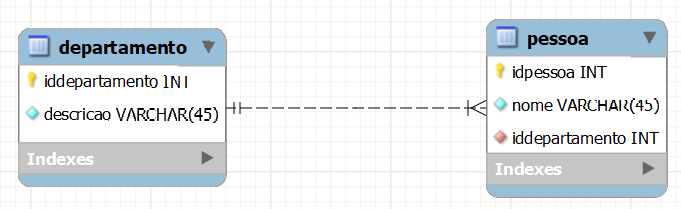 departamento
iddepartamento INT
descricao VARCHAR(45)
Indexes
pessoa
idpessoa INT
nome VARCHAR(45)
iddepartamento INT
Indexes